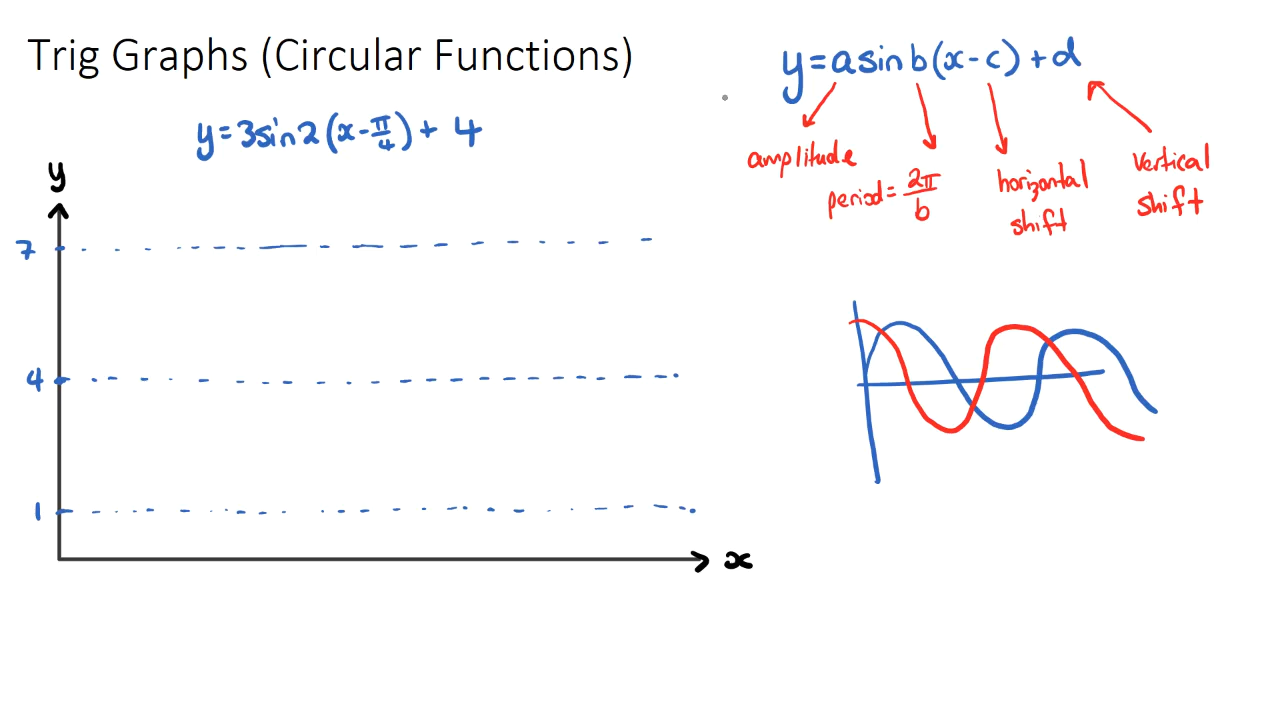 Trig Graphs (Circular Functions)
y=3sin2(x-π/4)+4
y
7
4
1
x
y=asinb(x-c)+d
amplitude
period=2π/b
horizontal
shift
vertical
shift